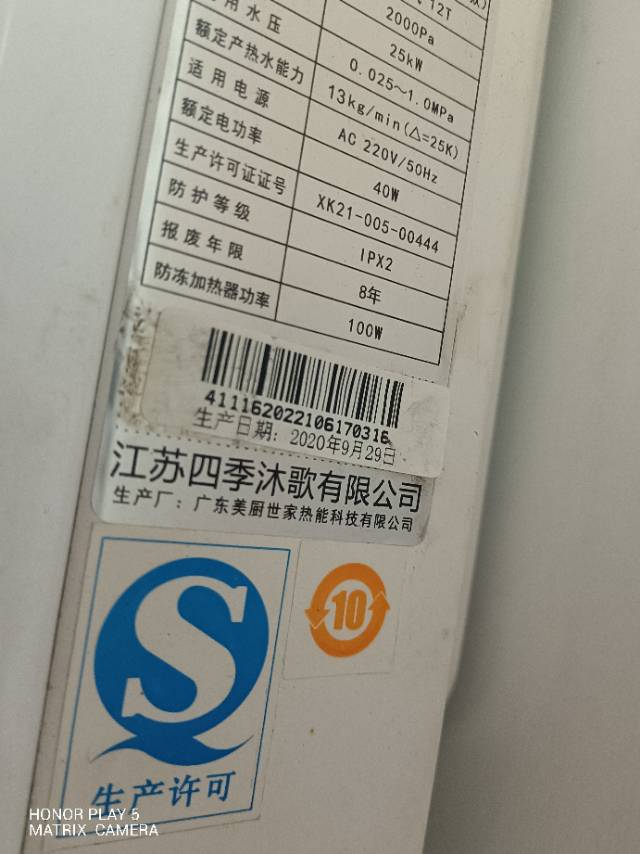 12T
2000Pa
用水压 25kW
额定产热水能力 0.025~1.0MPa
适用电源 13kg/min(△=25K)
额定电功率 AC 220V/50Hz
生产许可证证号 40W
防护等级 XK21-005-00444
报废年限 IPX2
防冻加热器功率 8年
100W
411162022106170316
生产日期: 2020年9月29日
江苏四季沐歌有限公司
生产厂:广东美厨世家热能科技有限公司
S
10
生产许可
HONOR PLAY 5
MATRIX CAMERA